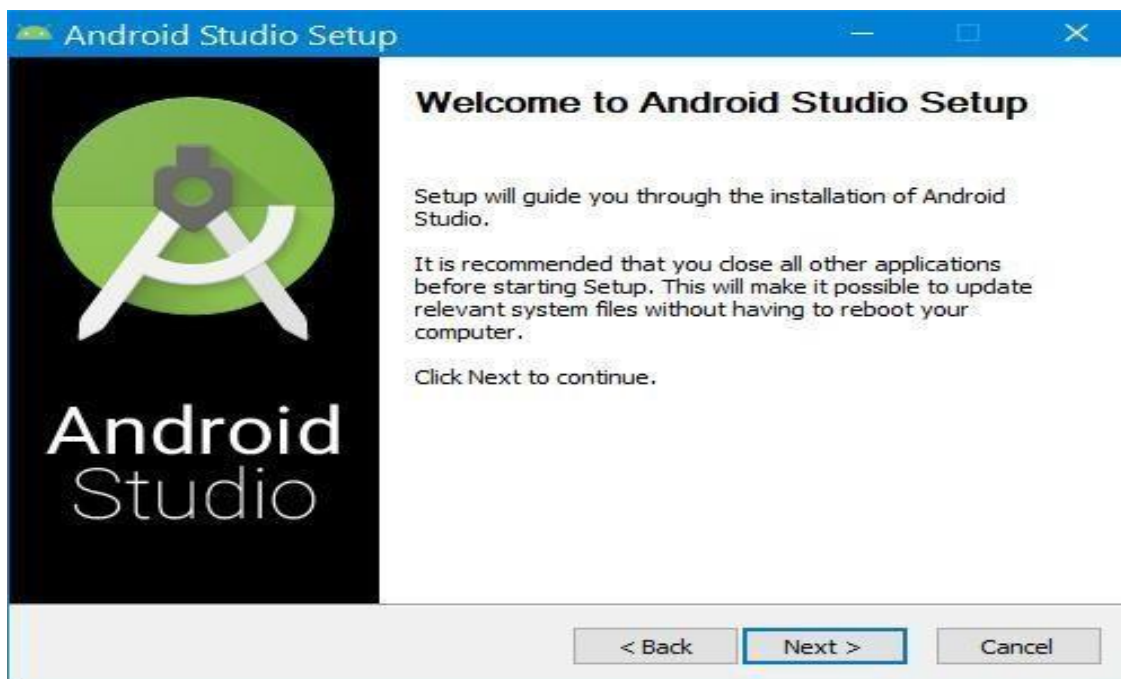 Android Studio Setup
Android
Studio
Welcome to Android Studio Setup
Setup will guide you through the installation of Android
Studio.
It is recommended that you close all other applications
before starting Setup. This will make it possible to update
relevant system files without having to reboot your
computer.
Click Next to continue.
< Back
Next >
Cancel